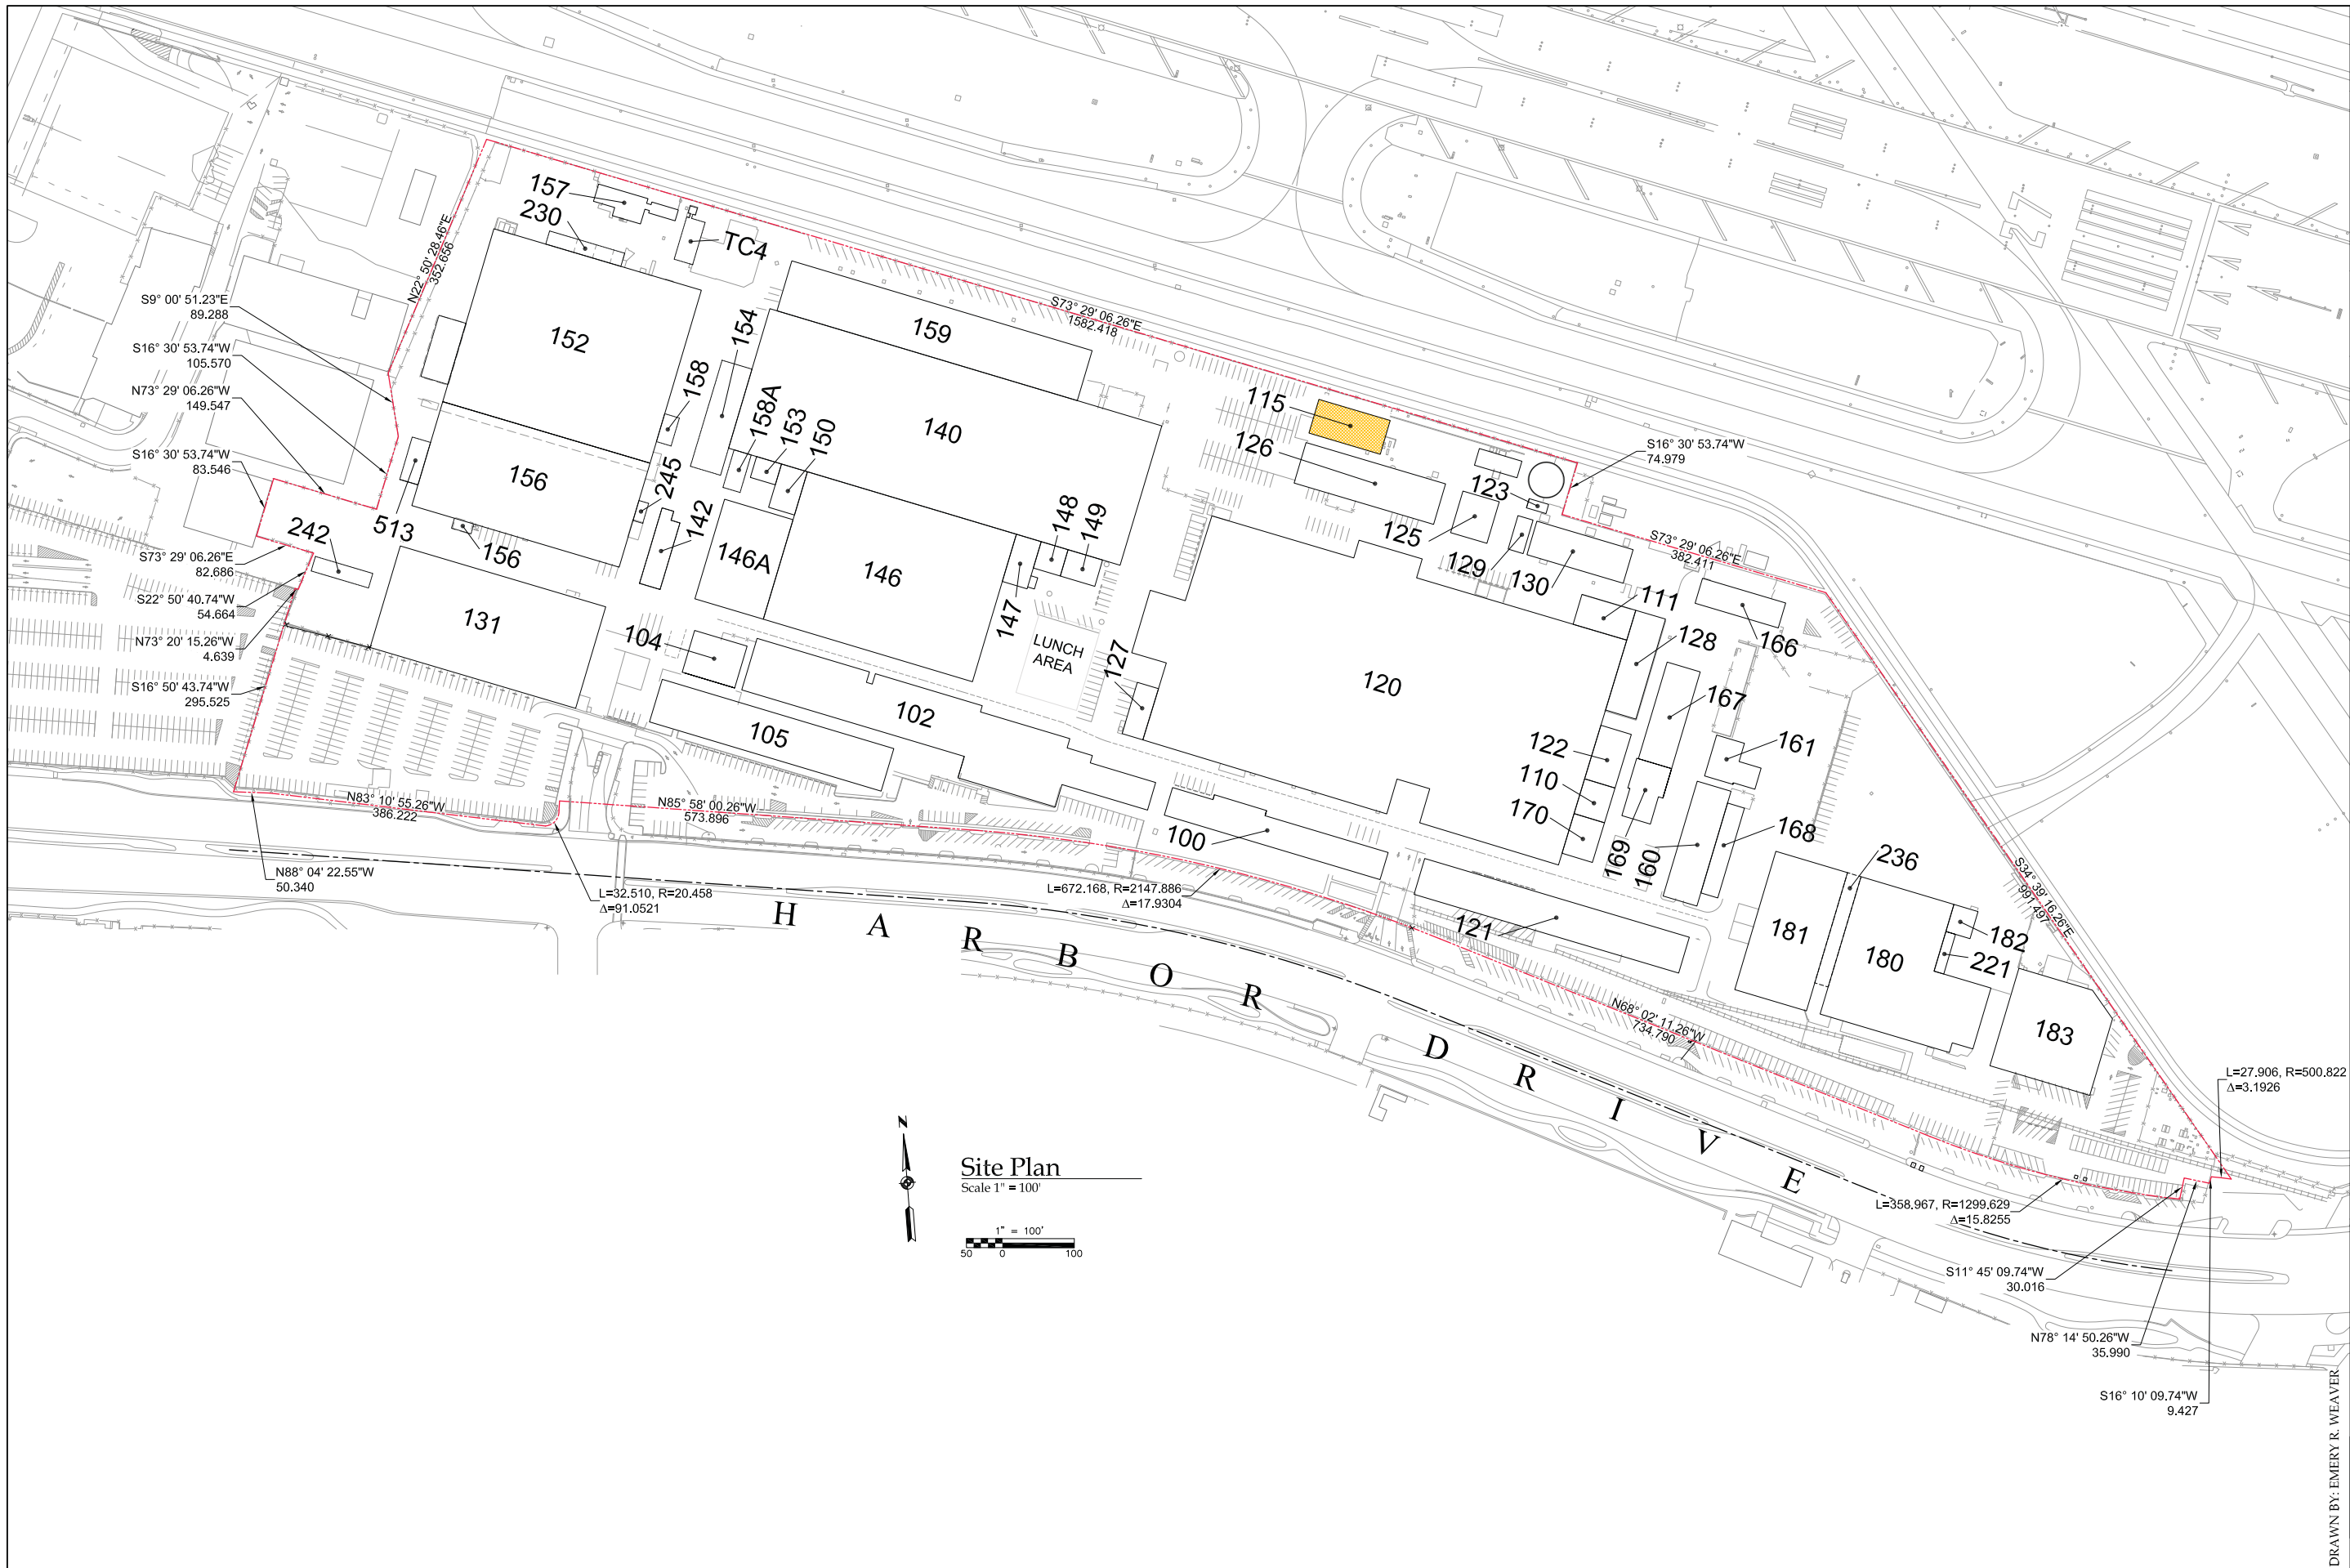 157
230
TC4
N22° 50' 28.46"E
352.656
S9° 00' 51.23"E
89.288
S16° 30' 53.74"W
105.570
N73° 29' 06.26"W
149.547
S16° 30' 53.74"W
83.546
S73° 29' 06.26"E
82.686
S22° 50' 40.74"W
54.664
N73° 20' 15.26"W
4.639
S16° 50' 43.74"W
295.525
152
154
159
S73° 29' 06.26"E
1582.418
158
158A
153
150
140
115
126
S16° 30' 53.74"W
74.979
156
245
142
513
242
156
146A
146
148
149
147
123
125
129
130
S73° 29' 06.26"E
382.411
111
128
166
131
104
LUNCH
AREA
127
120
167
105
102
122
110
170
161
169
160
168
236
N83° 10' 55.26"W
386.222
N85° 58' 00.26"W
573.896
100
N88° 04' 22.55"W
50.340
L=32.510, R=20.458
Δ=91.0521
L=672.168, R=2147.886
Δ=17.9304
S34° 39' 16.26"E
991.497
121
181
180
182
221
183
HARBOR DRIVE
N68° 02' 11.26"W
734.790
L=27.906, R=500.822
Δ=3.1926
N
Site Plan
Scale 1" = 100'
1" = 100'
50 0 100
L=358.967, R=1299.629
Δ=15.8255
S11° 45' 09.74"W
30.016
N78° 14' 50.26"W
35.990
S16° 10' 09.74"W
9.427
DRAWN BY: EMERY R. WEAVER